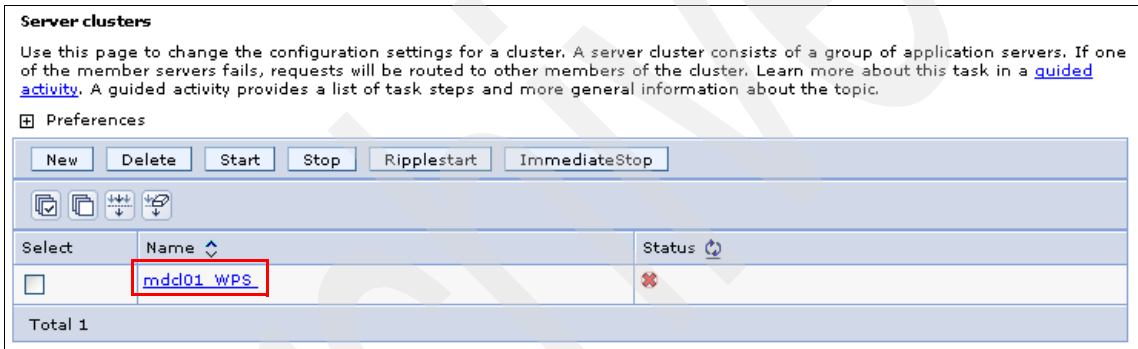 Server clusters
Use this page to change the configuration settings for a cluster. A server cluster consists of a group of application servers. If one
of the member servers fails, requests will be routed to other members of the cluster. Learn more about this task in a guided
activity. A guided activity provides a list of task steps and more general information about the topic.
Preferences
New Delete Start Stop Ripplestart ImmediateStop
Select Name Status
mdcl01_WPS
Total 1